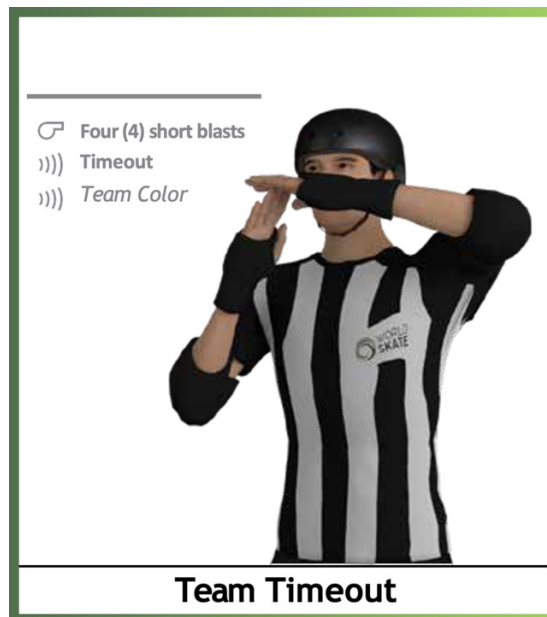 Four (4) short blasts
Timeout
Team Color
WORLD
SKATE
Team Timeout